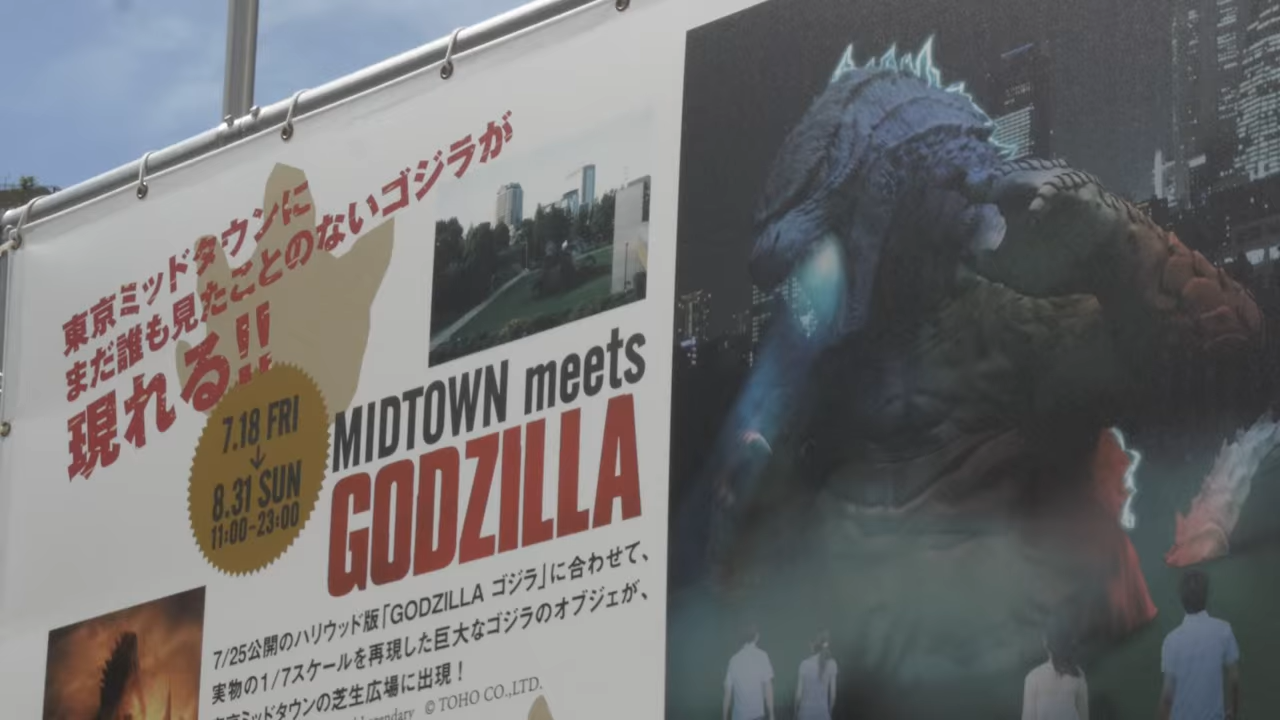 東京ミッドタウンに
まだ誰も見たことのないゴジラが
現れる!!
7.18 FRI
↓
8.31 SUN
11:00-23:00
MIDTOWN meets
GODZILLA
7/25公開のハリウッド版「GODZILLA ゴジラ」に合わせて、
実物の1/7スケールを再現した巨大なゴジラのオブジェが、
東京ミッドタウンの芝生広場に出現！
© TOHO CO.,LTD.